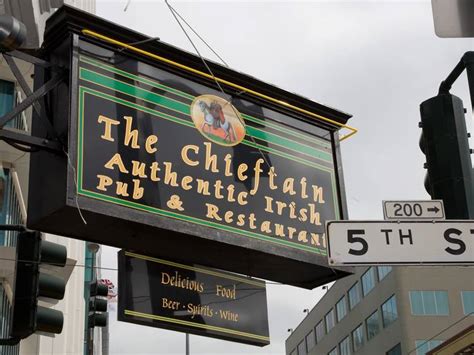 The Chieftain
Authentic Irish
Pub & Restaurant
Delicious Food
Beer · Spirits · Wine
200 →
5TH ST